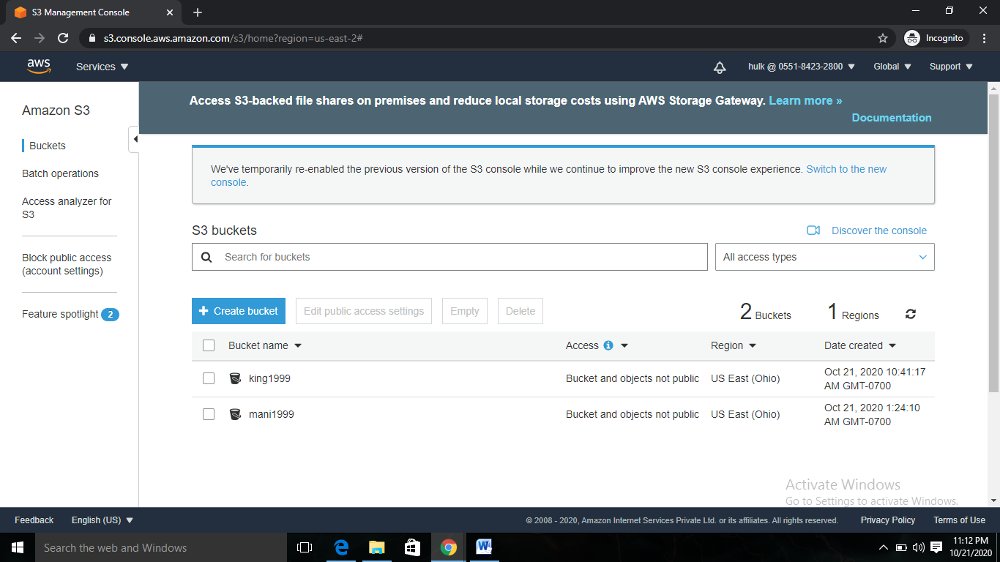 S3 Management Console
s3.console.aws.amazon.com/s3/home?region=us-east-2#
Incognito
aws
Services
hulk @ 0551-8423-2800
Global
Support
Amazon S3
Buckets
Batch operations
Access analyzer for
S3
Block public access
(account settings)
Feature spotlight 2
Access S3-backed file shares on premises and reduce local storage costs using AWS Storage Gateway. Learn more »
Documentation
We've temporarily re-enabled the previous version of the S3 console while we continue to improve the new S3 console experience. Switch to the new
console.
S3 buckets
Discover the console
Search for buckets
All access types
+ Create bucket
Edit public access settings
Empty
Delete
2 Buckets
1 Regions
Bucket name
Access
Region
Date created
king1999
Bucket and objects not public
US East (Ohio)
Oct 21, 2020 10:41:17
AM GMT-0700
mani1999
Bucket and objects not public
US East (Ohio)
Oct 21, 2020 1:24:10
AM GMT-0700
Activate Windows
Go to Settings to activate Windows.
Feedback
English (US)
© 2008 - 2020, Amazon Internet Services Private Ltd. or its affiliates. All rights reserved.
Privacy Policy
Terms of Use
Search the web and Windows
11:12 PM
10/21/2020